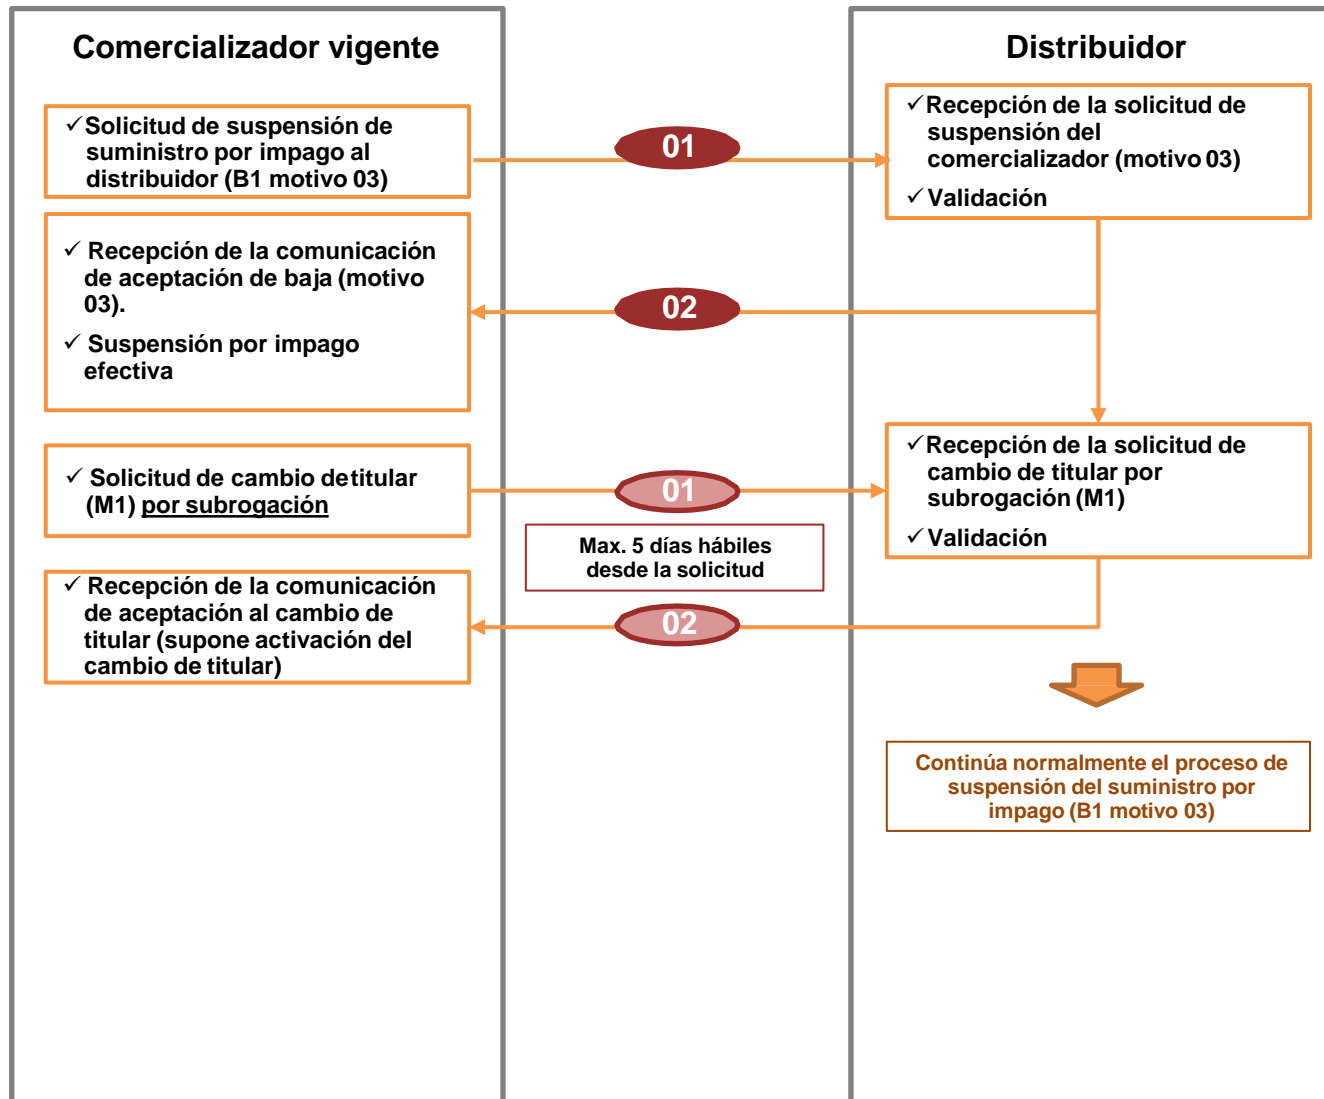 Comercializador vigente
Distribuidor
✓Solicitud de suspensión de
suministro por impago al
distribuidor (B1 motivo 03)
01
✓Recepción de la solicitud de
suspensión del
comercializador (motivo 03)
✓Validación
✓ Recepción de la comunicación
de aceptación de baja (motivo
03).
✓ Suspensión por impago
efectiva
02
✓ Solicitud de cambio detitular
(M1) por subrogación
01
✓Recepción de la solicitud de
cambio de titular por
subrogación (M1)
✓Validación
Max. 5 días hábiles
desde la solicitud
✓ Recepción de la comunicación
de aceptación al cambio de
titular (supone activación del
cambio de titular)
02
Continúa normalmente el proceso de
suspensión del suministro por
impago (B1 motivo 03)